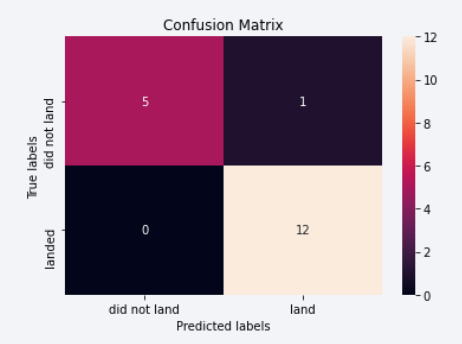 Confusion Matrix
True labels
did not land
landed
5
1
0
12
did not land
land
Predicted labels
12
10
8
6
4
2
0